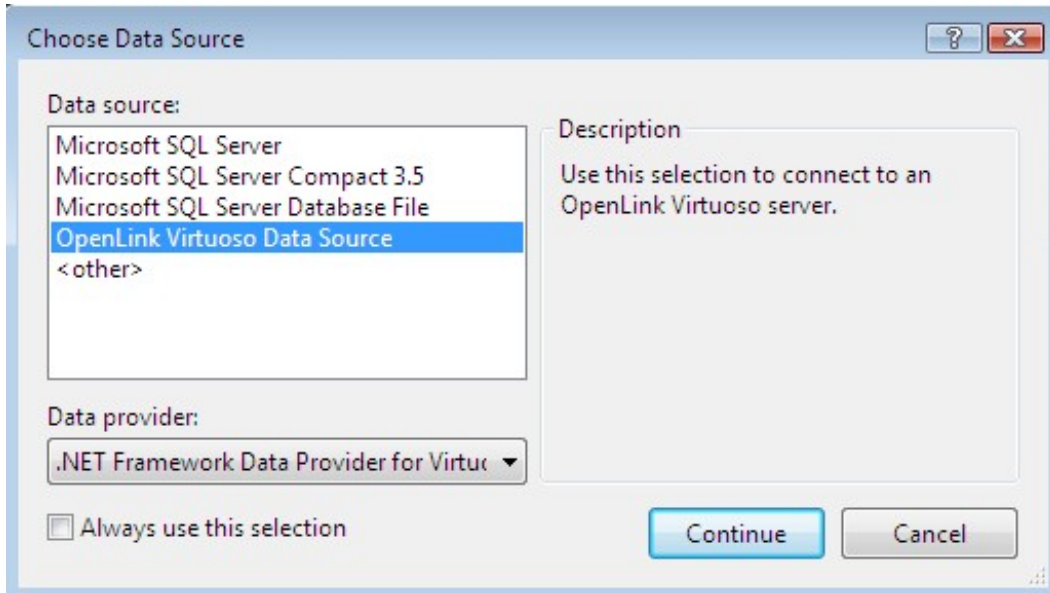 Choose Data Source
Data source:
Microsoft SQL Server
Microsoft SQL Server Compact 3.5
Microsoft SQL Server Database File
OpenLink Virtuoso Data Source
<other>
Description
Use this selection to connect to an
OpenLink Virtuoso server.
Data provider:
.NET Framework Data Provider for Virtuo
Always use this selection
Continue
Cancel